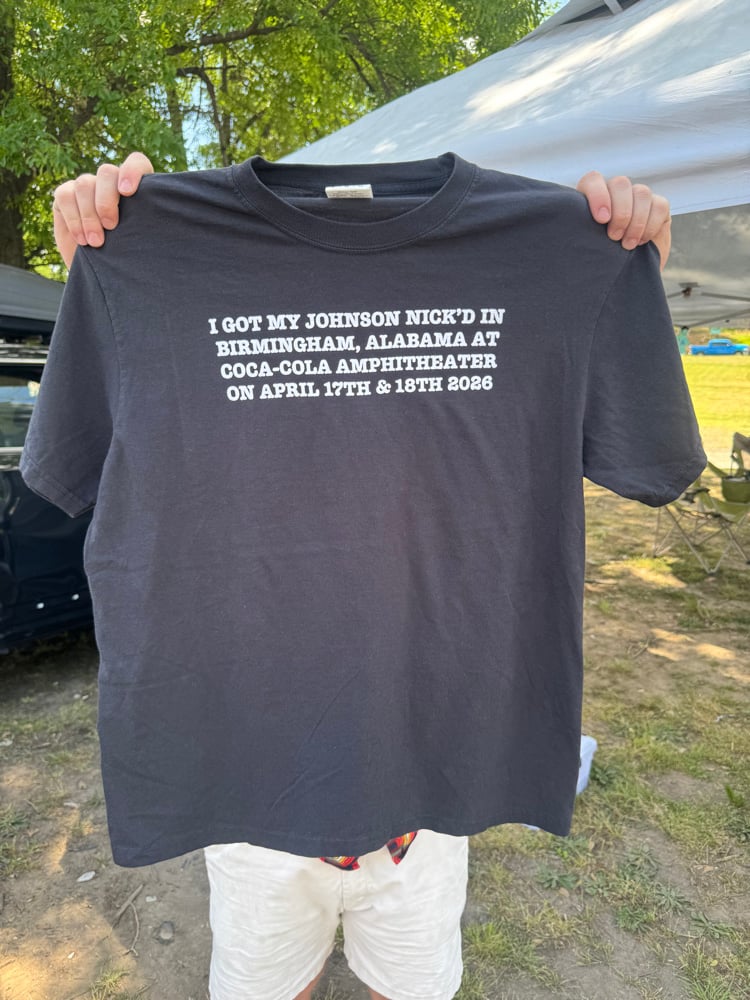 I GOT MY JOHNSON NICK'D IN
BIRMINGHAM, ALABAMA AT
COCA-COLA AMPHITHEATER
ON APRIL 17TH & 18TH 2026